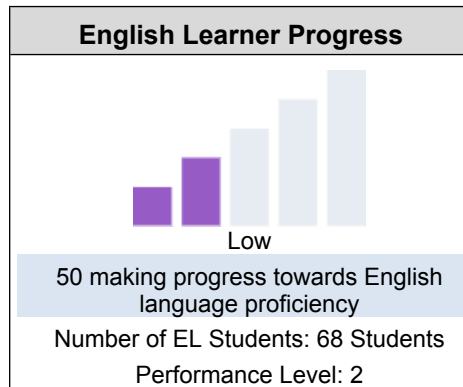 English Learner Progress
Low
50 making progress towards English
language proficiency
Number of EL Students: 68 Students
Performance Level: 2